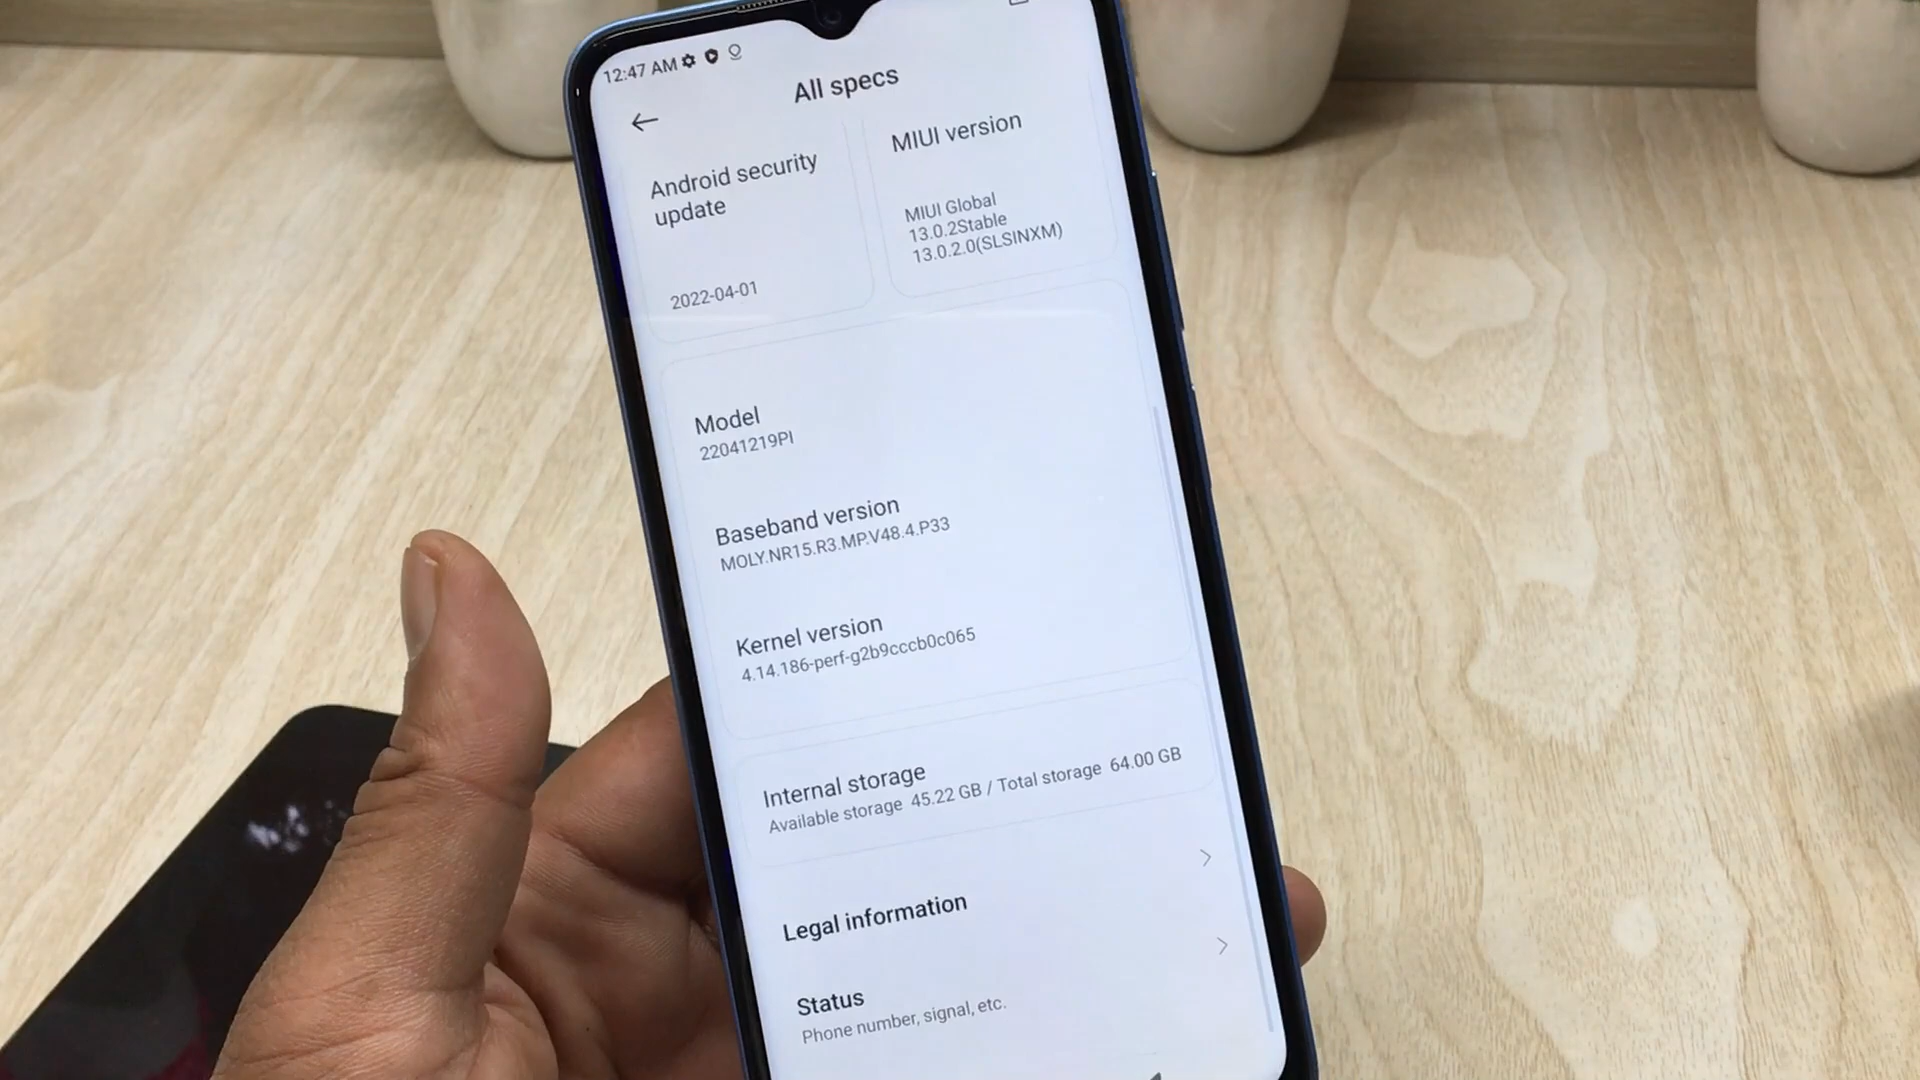 12:47 AM
All specs
Android security
update
2022-04-01
MIUI version
MIUI Global
13.0.2Stable
13.0.2.0(SLSINXM)
Model
22041219PI
Baseband version
MOLY.NR15.R3.MP.V48.4.P33
Kernel version
4.14.186-perf-g2b9cccb0c065
Internal storage
Available storage 45.22 GB / Total storage 64.00 GB
Legal information
Status
Phone number, signal, etc.